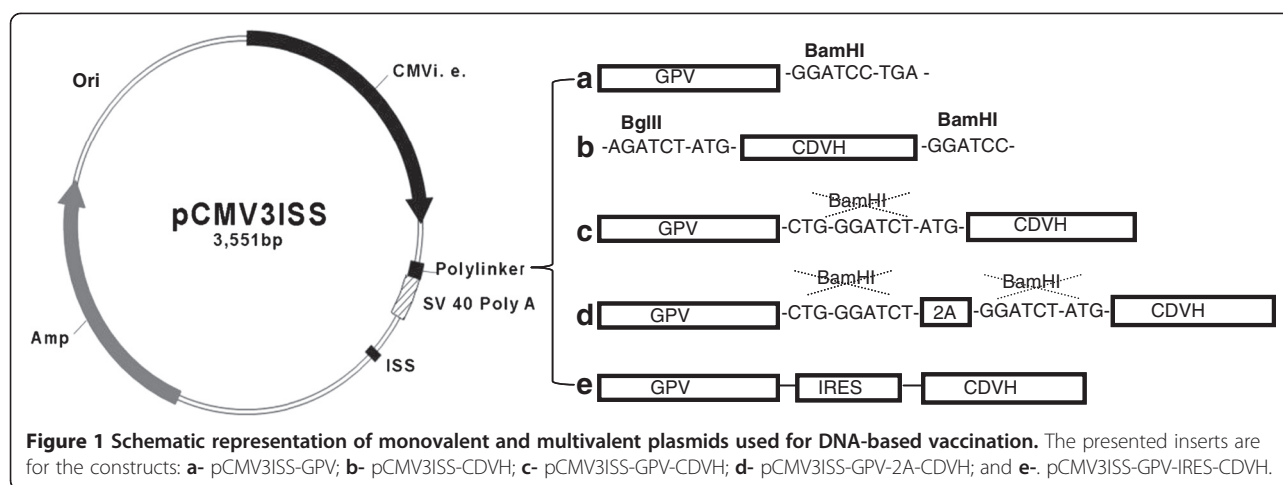 Ori
CMVi. e.
pCMV3ISS
3,551bp
Polylinker
SV 40 Poly A
ISS
Amp
BamHI
a GPV -GGATCC-TGA -
BglII BamHI
b -AGATCT-ATG- CDVH -GGATCC-
BamHI
c GPV -CTG-GGATCT-ATG- CDVH
BamHI BamHI
d GPV -CTG-GGATCT- 2A -GGATCT-ATG- CDVH
e GPV IRES CDVH
Figure 1 Schematic representation of monovalent and multivalent plasmids used for DNA-based vaccination. The presented inserts are
for the constructs: a- pCMV3ISS-GPV; b- pCMV3ISS-CDVH; c- pCMV3ISS-GPV-CDVH; d- pCMV3ISS-GPV-2A-CDVH; and e-. pCMV3ISS-GPV-IRES-CDVH.